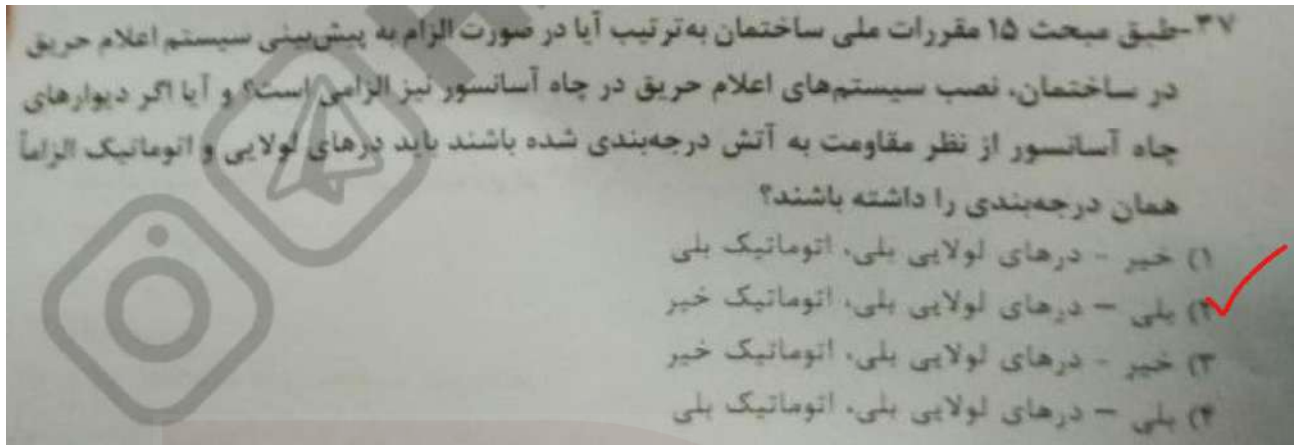 ۳۷-طبق مبحث ۱۵ مقررات ملی ساختمان به‌ترتیب آیا در صورت الزام به پیش‌بینی سیستم اعلام حریق
در ساختمان، نصب سیستم‌های اعلام حریق در چاه آسانسور نیز الزامی است؟ و آیا اگر دیوارهای
چاه آسانسور از نظر مقاومت به آتش درجه‌بندی شده باشند باید درهای لولایی و اتوماتیک الزاماً
همان درجه‌بندی را داشته باشند؟
۱) خیر - درهای لولایی بلی، اتوماتیک بلی
۲) بلی – درهای لولایی بلی، اتوماتیک خیر
۳) خیر - درهای لولایی بلی، اتوماتیک خیر
۴) بلی – درهای لولایی بلی، اتوماتیک بلی